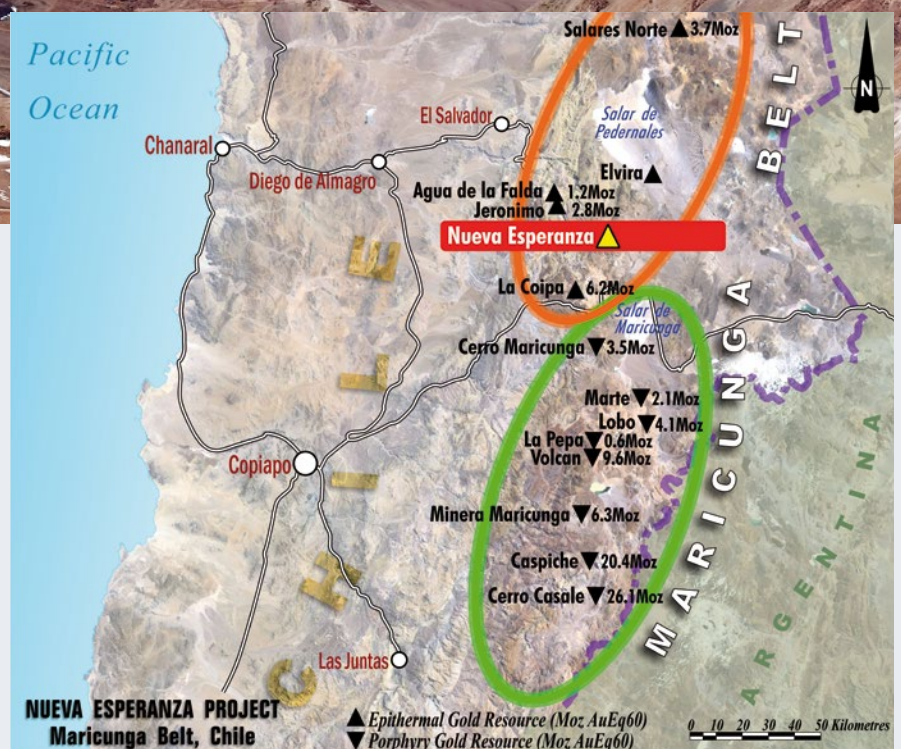 Pacific
Ocean
Salares Norte ▲ 3.7Moz
BELT
N
El Salvador
Salar de
Pedernales
Chanaral
Diego de Almagro
Elvira ▲
Agua de la Falda ▲ 1.2Moz
Jeronimo ▲ 2.8Moz
Nueva Esperanza ▲
La Coipa ▲ 6.2Moz
Salar de
Maricunga
Cerro Maricunga ▼ 3.5Moz
MARICUNGA
Marte ▼ 2.1Moz
Lobo ▼ 4.1Moz
La Pepa ▼ 0.6Moz
Volcan ▼ 9.6Moz
Copiapo
CHILE
ARGENTINA
Minera Maricunga ▼ 6.3Moz
Caspiche ▼ 20.4Moz
Cerro Casale ▼ 26.1Moz
Las Juntas
NUEVA ESPERANZA PROJECT
Maricunga Belt, Chile
▲ Epithermal Gold Resource (Moz AuEq60)
▼ Porphyry Gold Resource (Moz AuEq60)
0 10 20 30 40 50 Kilometres